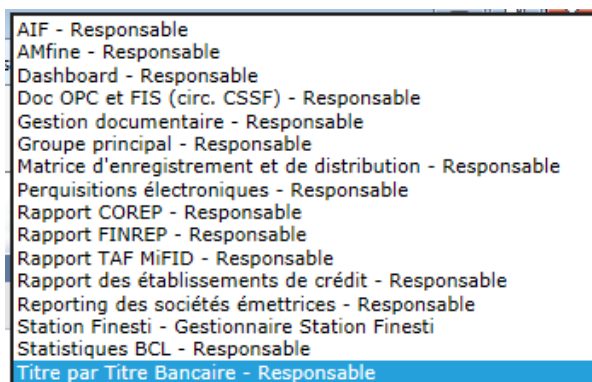 AIF - Responsable
AMfine - Responsable
Dashboard - Responsable
Doc OPC et FIS (circ. CSSF) - Responsable
Gestion documentaire - Responsable
Groupe principal - Responsable
Matrice d'enregistrement et de distribution - Responsable
Perquisitions électroniques - Responsable
Rapport COREP - Responsable
Rapport FINREP - Responsable
Rapport TAF MiFID - Responsable
Rapport des établissements de crédit - Responsable
Reporting des sociétés émettrices - Responsable
Station Finesti - Gestionnaire Station Finesti
Statistiques BCL - Responsable
Titre par Titre Bancaire - Responsable